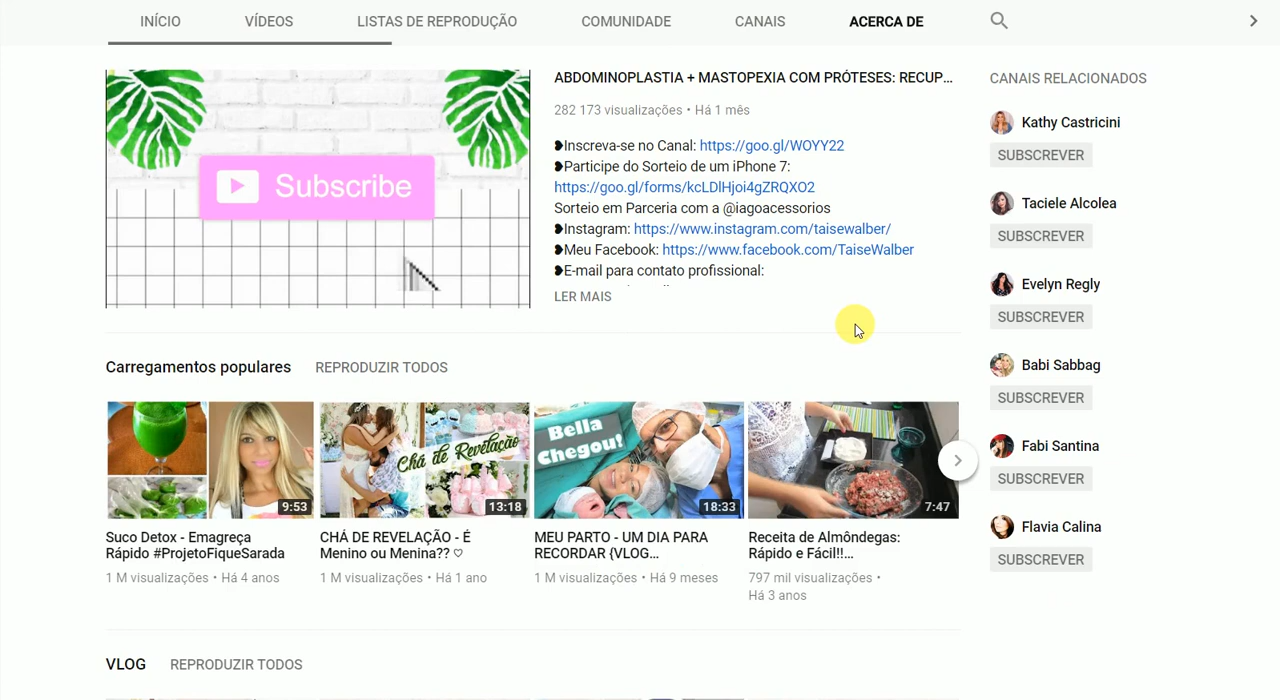 INÍCIO VÍDEOS LISTAS DE REPRODUÇÃO COMUNIDADE CANAIS ACERCA DE
Subscribe
ABDOMINOPLASTIA + MASTOPEXIA COM PRÓTESES: RECUP...
282 173 visualizações • Há 1 mês
❥Inscreva-se no Canal: https://goo.gl/WOYY22
❥Participe do Sorteio de um iPhone 7:
https://goo.gl/forms/kcLDlHjoi4gZRQXO2
Sorteio em Parceria com a @iagoacessorios
❥Instagram: https://www.instagram.com/taisewalber/
❥Meu Facebook: https://www.facebook.com/TaiseWalber
❥E-mail para contato profissional:
LER MAIS
CANAIS RELACIONADOS
Kathy Castricini
SUBSCREVER
Taciele Alcolea
SUBSCREVER
Evelyn Regly
SUBSCREVER
Babi Sabbag
SUBSCREVER
Fabi Santina
SUBSCREVER
Flavia Calina
SUBSCREVER
Carregamentos populares REPRODUZIR TODOS
9:53
Suco Detox - Emagreça
Rápido #ProjetoFiqueSarada
1 M visualizações • Há 4 anos
Chá de Revelação
13:18
CHÁ DE REVELAÇÃO - É
Menino ou Menina?? ♡
1 M visualizações • Há 1 ano
Bella
Chegou!
18:33
MEU PARTO - UM DIA PARA
RECORDAR {VLOG...
1 M visualizações • Há 9 meses
7:47
Receita de Almôndegas:
Rápido e Fácil!!...
797 mil visualizações •
Há 3 anos
VLOG REPRODUZIR TODOS